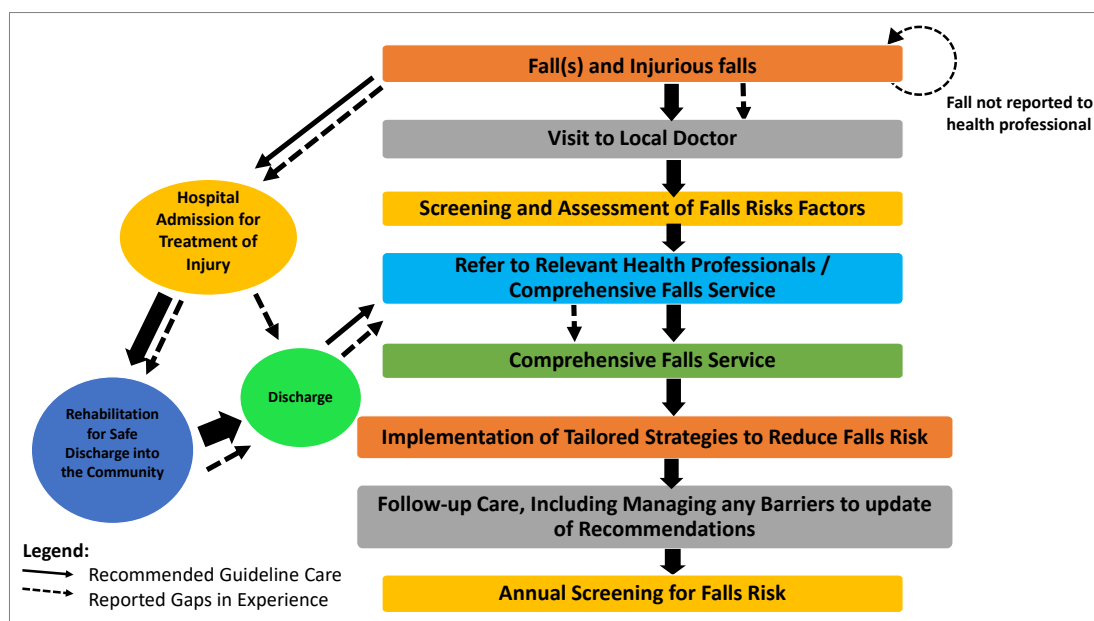 Fall(s) and Injurious falls
Fall not reported to
health professional
Visit to Local Doctor
Screening and Assessment of Falls Risks Factors
Hospital
Admission for
Treatment of
Injury
Refer to Relevant Health Professionals /
Comprehensive Falls Service
Comprehensive Falls Service
Discharge
Rehabilitation
for Safe
Discharge into
the Community
Implementation of Tailored Strategies to Reduce Falls Risk
Follow-up Care, Including Managing any Barriers to update
of Recommendations
Annual Screening for Falls Risk
Legend:
Recommended Guideline Care
Reported Gaps in Experience